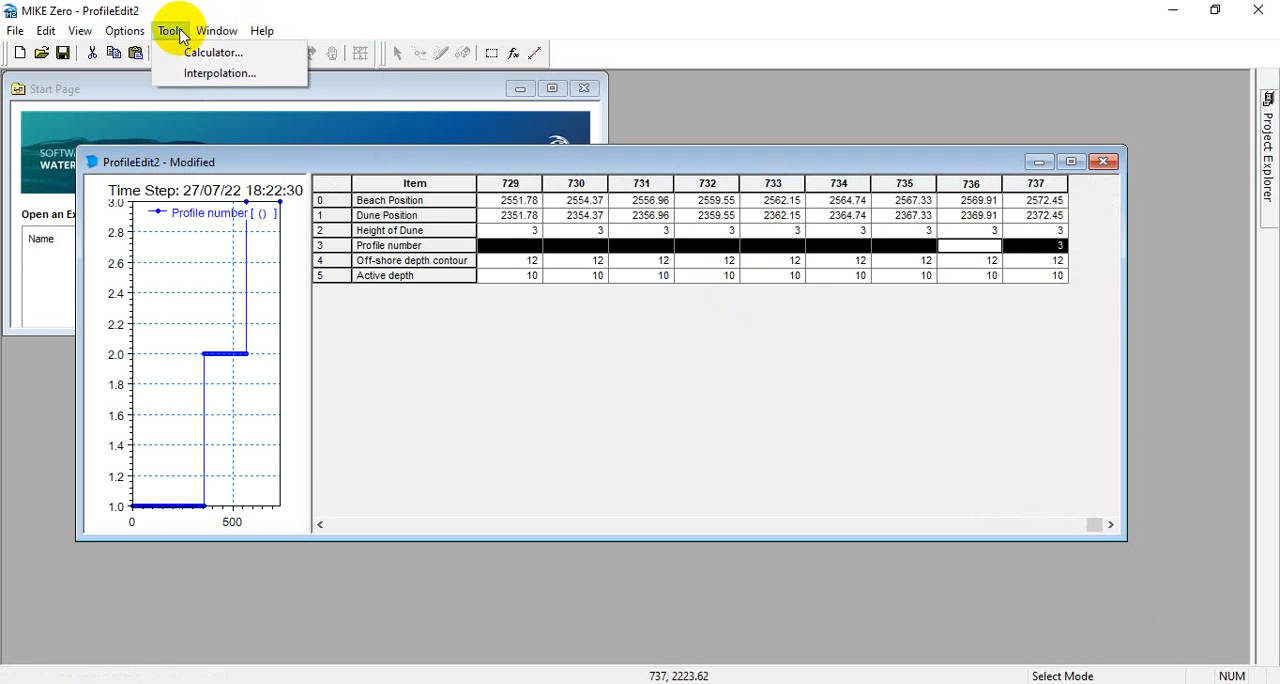 MIKE Zero - ProfileEdit2
File Edit View Options Tools Window Help
Calculator...
Interpolation...
Start Page
SOFTW
WATER
Open an Ex
Name
ProfileEdit2 - Modified
Time Step: 27/07/22 18:22:30
Profile number [ () ]
3.0
2.8
2.6
2.4
2.2
2.0
1.8
1.6
1.4
1.2
1.0
0 500
Item 729 730 731 732 733 734 735 736 737
0 Beach Position 2551.78 2554.37 2556.96 2559.55 2562.15 2564.74 2567.33 2569.91 2572.45
1 Dune Position 2351.78 2354.37 2356.96 2359.55 2362.15 2364.74 2367.33 2369.91 2372.45
2 Height of Dune 3 3 3 3 3 3 3 3 3
3 Profile number 3
4 Off-shore depth contour 12 12 12 12 12 12 12 12 12
5 Active depth 10 10 10 10 10 10 10 10 10
Project Explorer
737, 2223.62 Select Mode NUM